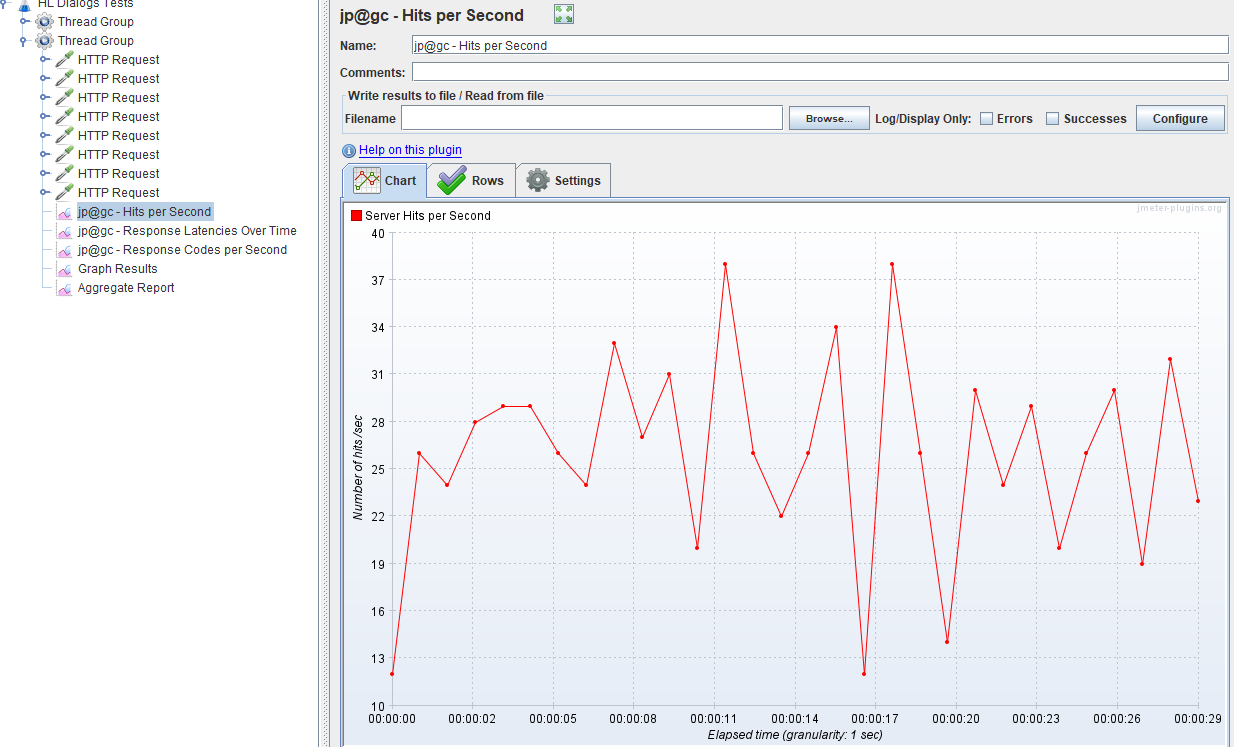 HL Dialogs Tests
Thread Group
Thread Group
HTTP Request
HTTP Request
HTTP Request
HTTP Request
HTTP Request
HTTP Request
HTTP Request
HTTP Request
jp@gc - Hits per Second
jp@gc - Response Latencies Over Time
jp@gc - Response Codes per Second
Graph Results
Aggregate Report
jp@gc - Hits per Second
Name: jp@gc - Hits per Second
Comments:
Write results to file / Read from file
Filename Browse... Log/Display Only: Errors Successes Configure
Help on this plugin
Chart Rows Settings
Server Hits per Second
jmeter-plugins.org
Number of hits /sec
40
37
34
31
28
25
22
19
16
13
10
00:00:00 00:00:02 00:00:05 00:00:08 00:00:11 00:00:14 00:00:17 00:00:20 00:00:23 00:00:26 00:00:29
Elapsed time (granularity: 1 sec)